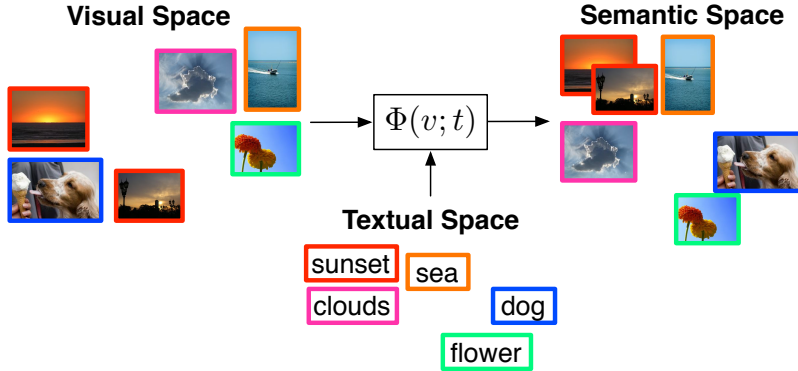 Visual Space
Semantic Space
Φ(v; t)
Textual Space
sunset
sea
clouds
dog
flower